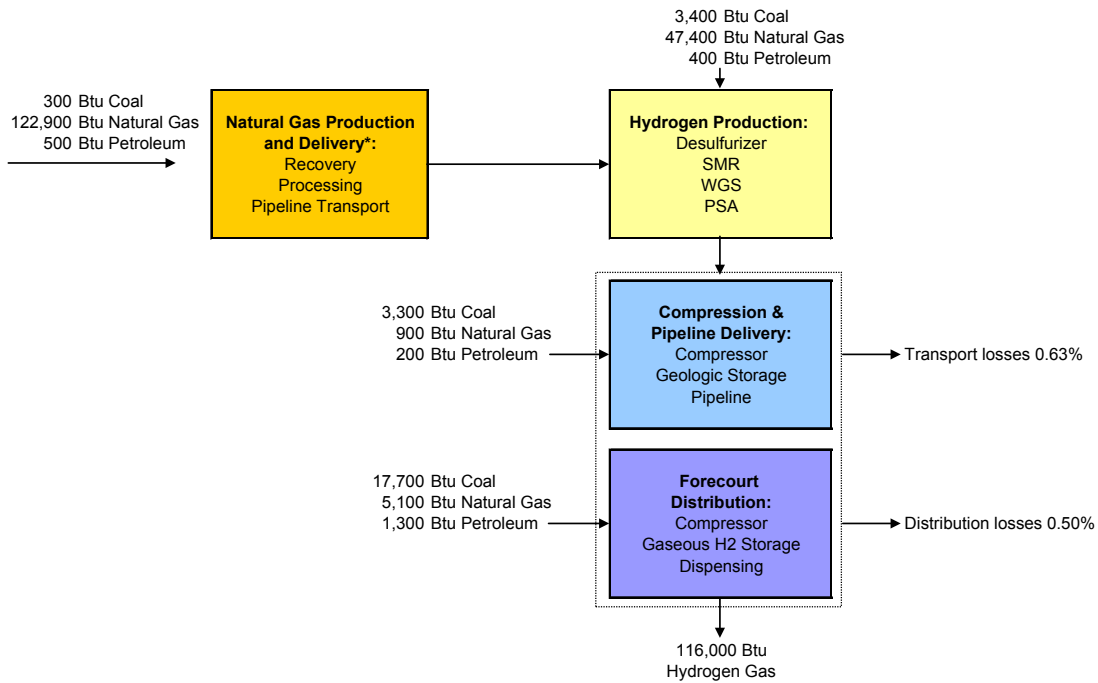 3,400 Btu Coal
47,400 Btu Natural Gas
400 Btu Petroleum
300 Btu Coal
122,900 Btu Natural Gas
500 Btu Petroleum
Natural Gas Production
and Delivery*:
Recovery
Processing
Pipeline Transport
Hydrogen Production:
Desulfurizer
SMR
WGS
PSA
3,300 Btu Coal
900 Btu Natural Gas
200 Btu Petroleum
Compression &
Pipeline Delivery:
Compressor
Geologic Storage
Pipeline
Transport losses 0.63%
17,700 Btu Coal
5,100 Btu Natural Gas
1,300 Btu Petroleum
Forecourt
Distribution:
Compressor
Gaseous H2 Storage
Dispensing
Distribution losses 0.50%
116,000 Btu
Hydrogen Gas